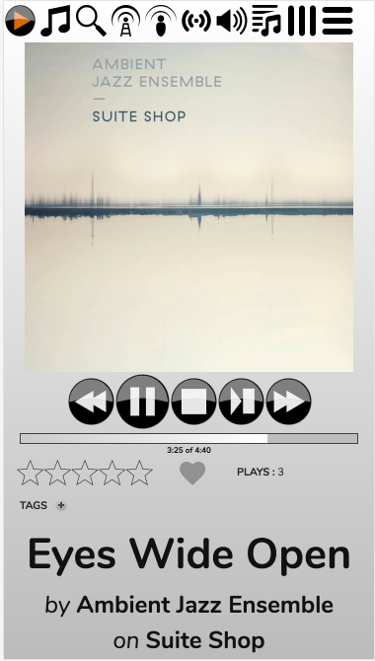 AMBIENT
JAZZ ENSEMBLE
—
SUITE SHOP
3:25 of 4:40
PLAYS : 3
TAGS +
Eyes Wide Open
by Ambient Jazz Ensemble
on Suite Shop